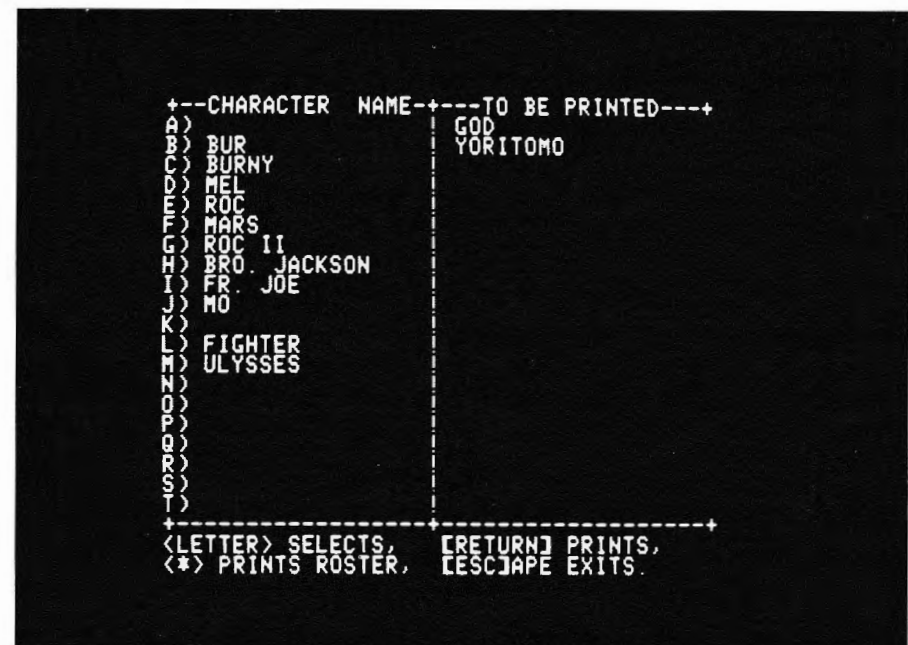 +--CHARACTER  NAME-+---TO BE PRINTED---+
A)                 | GOD
B) BUR             | YORITOMO
C) BURNY
D) MEL
E) ROC
F) MARS
G) ROC II
H) BRO. JACKSON
I) FR. JOE
J) MO
K)
L) FIGHTER
M) ULYSSES
N)
O)
P)
Q)
R)
S)
T)
+------------------+-------------------+
<LETTER> SELECTS,  [RETURN] PRINTS,
<*> PRINTS ROSTER,  [ESC]APE EXITS.